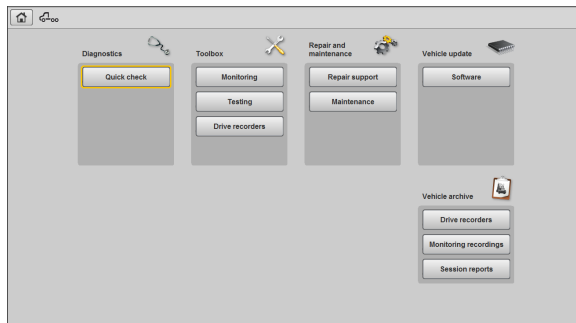 Diagnostics
Quick check
Toolbox
Monitoring
Testing
Drive recorders
Repair and
maintenance
Repair support
Maintenance
Vehicle update
Software
Vehicle archive
Drive recorders
Monitoring recordings
Session reports